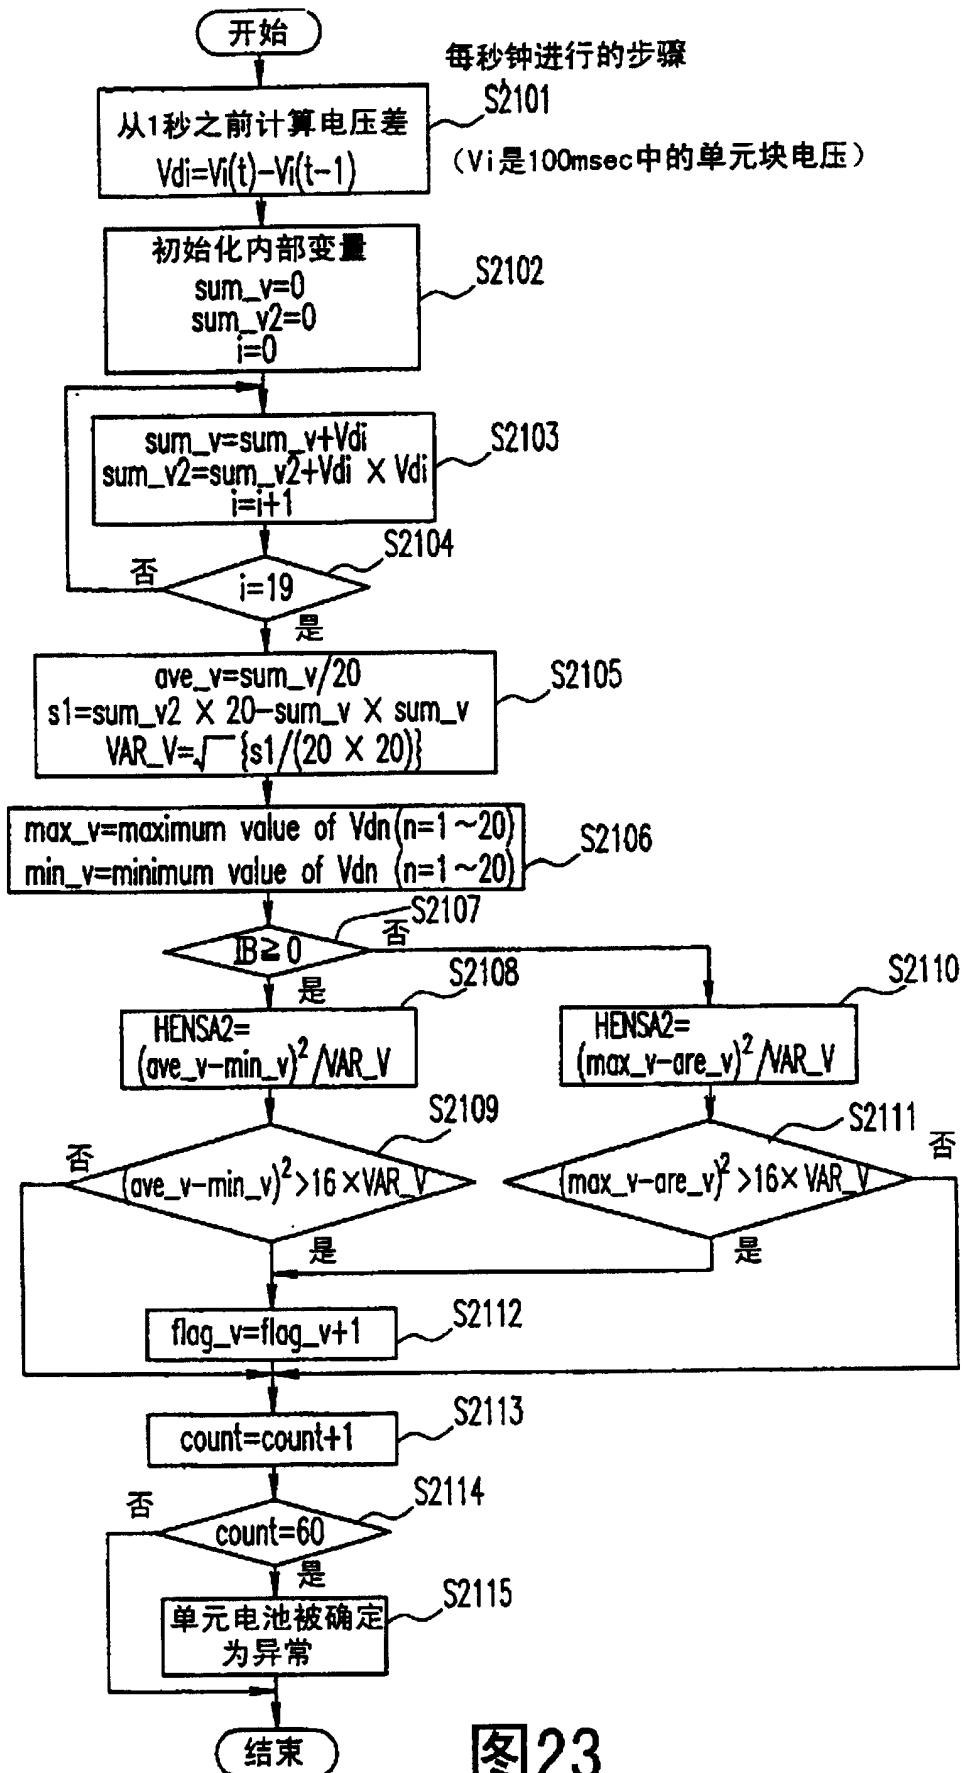 开始
每秒钟进行的步骤
S2101
从1秒之前计算电压差
Vdi=Vi(t)-Vi(t-1)
(Vi是100msec中的单元块电压)
初始化内部变量
sum_v=0
sum_v2=0
i=0
S2102
sum_v=sum_v+Vdi
sum_v2=sum_v2+Vdi × Vdi
i=i+1
S2103
S2104
否
i=19
是
ave_v=sum_v/20
s1=sum_v2 × 20-sum_v × sum_v
VAR_V=√ {s1/(20 × 20)}
S2105
max_v=maximum value of Vdn(n=1~20)
min_v=minimum value of Vdn (n=1~20)
S2106
S2107
IB≧0
否
是
S2108
HENSA2=
(ave_v-min_v)²/VAR_V
S2110
HENSA2=
(max_v-are_v)²/VAR_V
S2109
否
(ave_v-min_v)²>16×VAR_V
是
S2111
否
(max_v-are_v)²>16×VAR_V
是
flag_v=flag_v+1
S2112
count=count+1
S2113
S2114
否
count=60
是
S2115
单元电池被确定
为异常
结束
图23